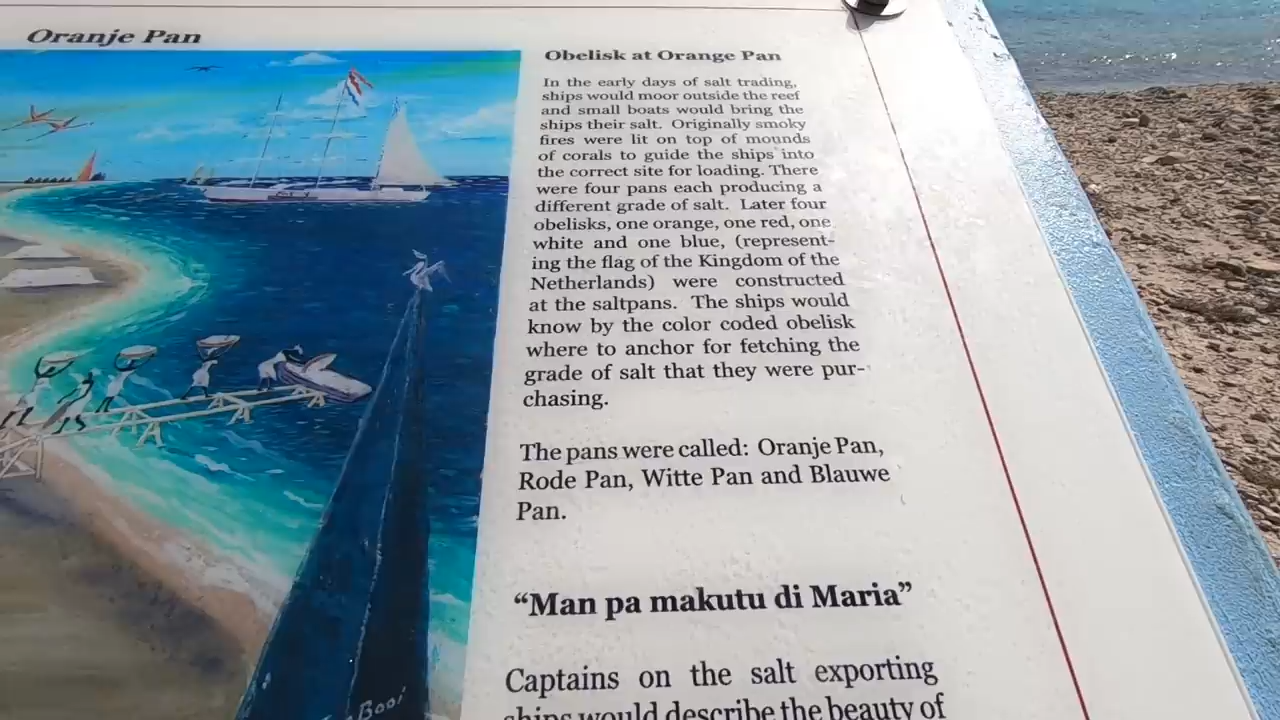 Oranje Pan
Obelisk at Orange Pan
In the early days of salt trading,
ships would moor outside the reef
and small boats would bring the
ships their salt. Originally smoky
fires were lit on top of mounds
of corals to guide the ships into
the correct site for loading. There
were four pans each producing a
different grade of salt. Later four
obelisks, one orange, one red, one
white and one blue, (represent-
ing the flag of the Kingdom of the
Netherlands) were constructed
at the saltpans. The ships would
know by the color coded obelisk
where to anchor for fetching the
grade of salt that they were pur-
chasing.
The pans were called: Oranje Pan,
Rode Pan, Witte Pan and Blauwe
Pan.
“Man pa makutu di Maria”
Captains on the salt exporting
ships would describe the beauty of